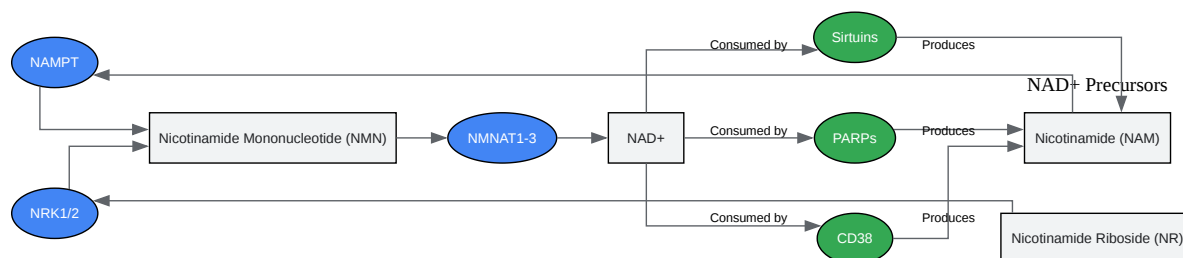 Sirtuins
Consumed by
Produces
NAMPT
NAD+ Precursors
Nicotinamide Mononucleotide (NMN)
NMNAT1-3
NAD+
Consumed by
PARPs
Produces
Nicotinamide (NAM)
NRK1/2
Consumed by
CD38
Produces
Nicotinamide Riboside (NR)